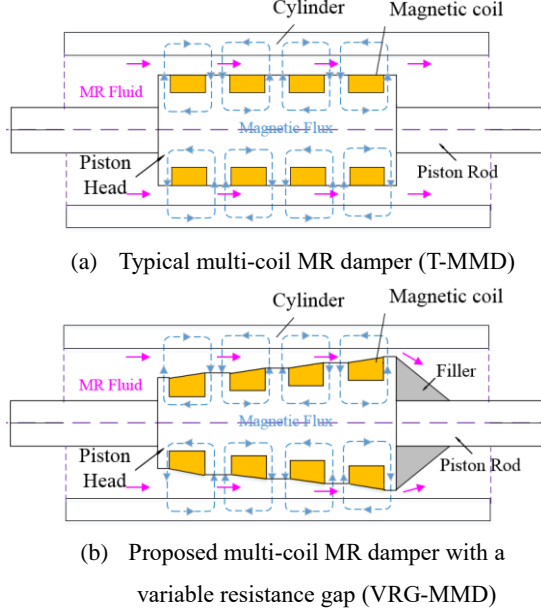 Cylinder
Magnetic coil
MR Fluid
Magnetic Flux
Piston
Head
Piston Rod
(a) Typical multi-coil MR damper (T-MMD)
Cylinder
Magnetic coil
Filler
MR Fluid
Magnetic Flux
Piston
Head
Piston Rod
(b) Proposed multi-coil MR damper with a
variable resistance gap (VRG-MMD)